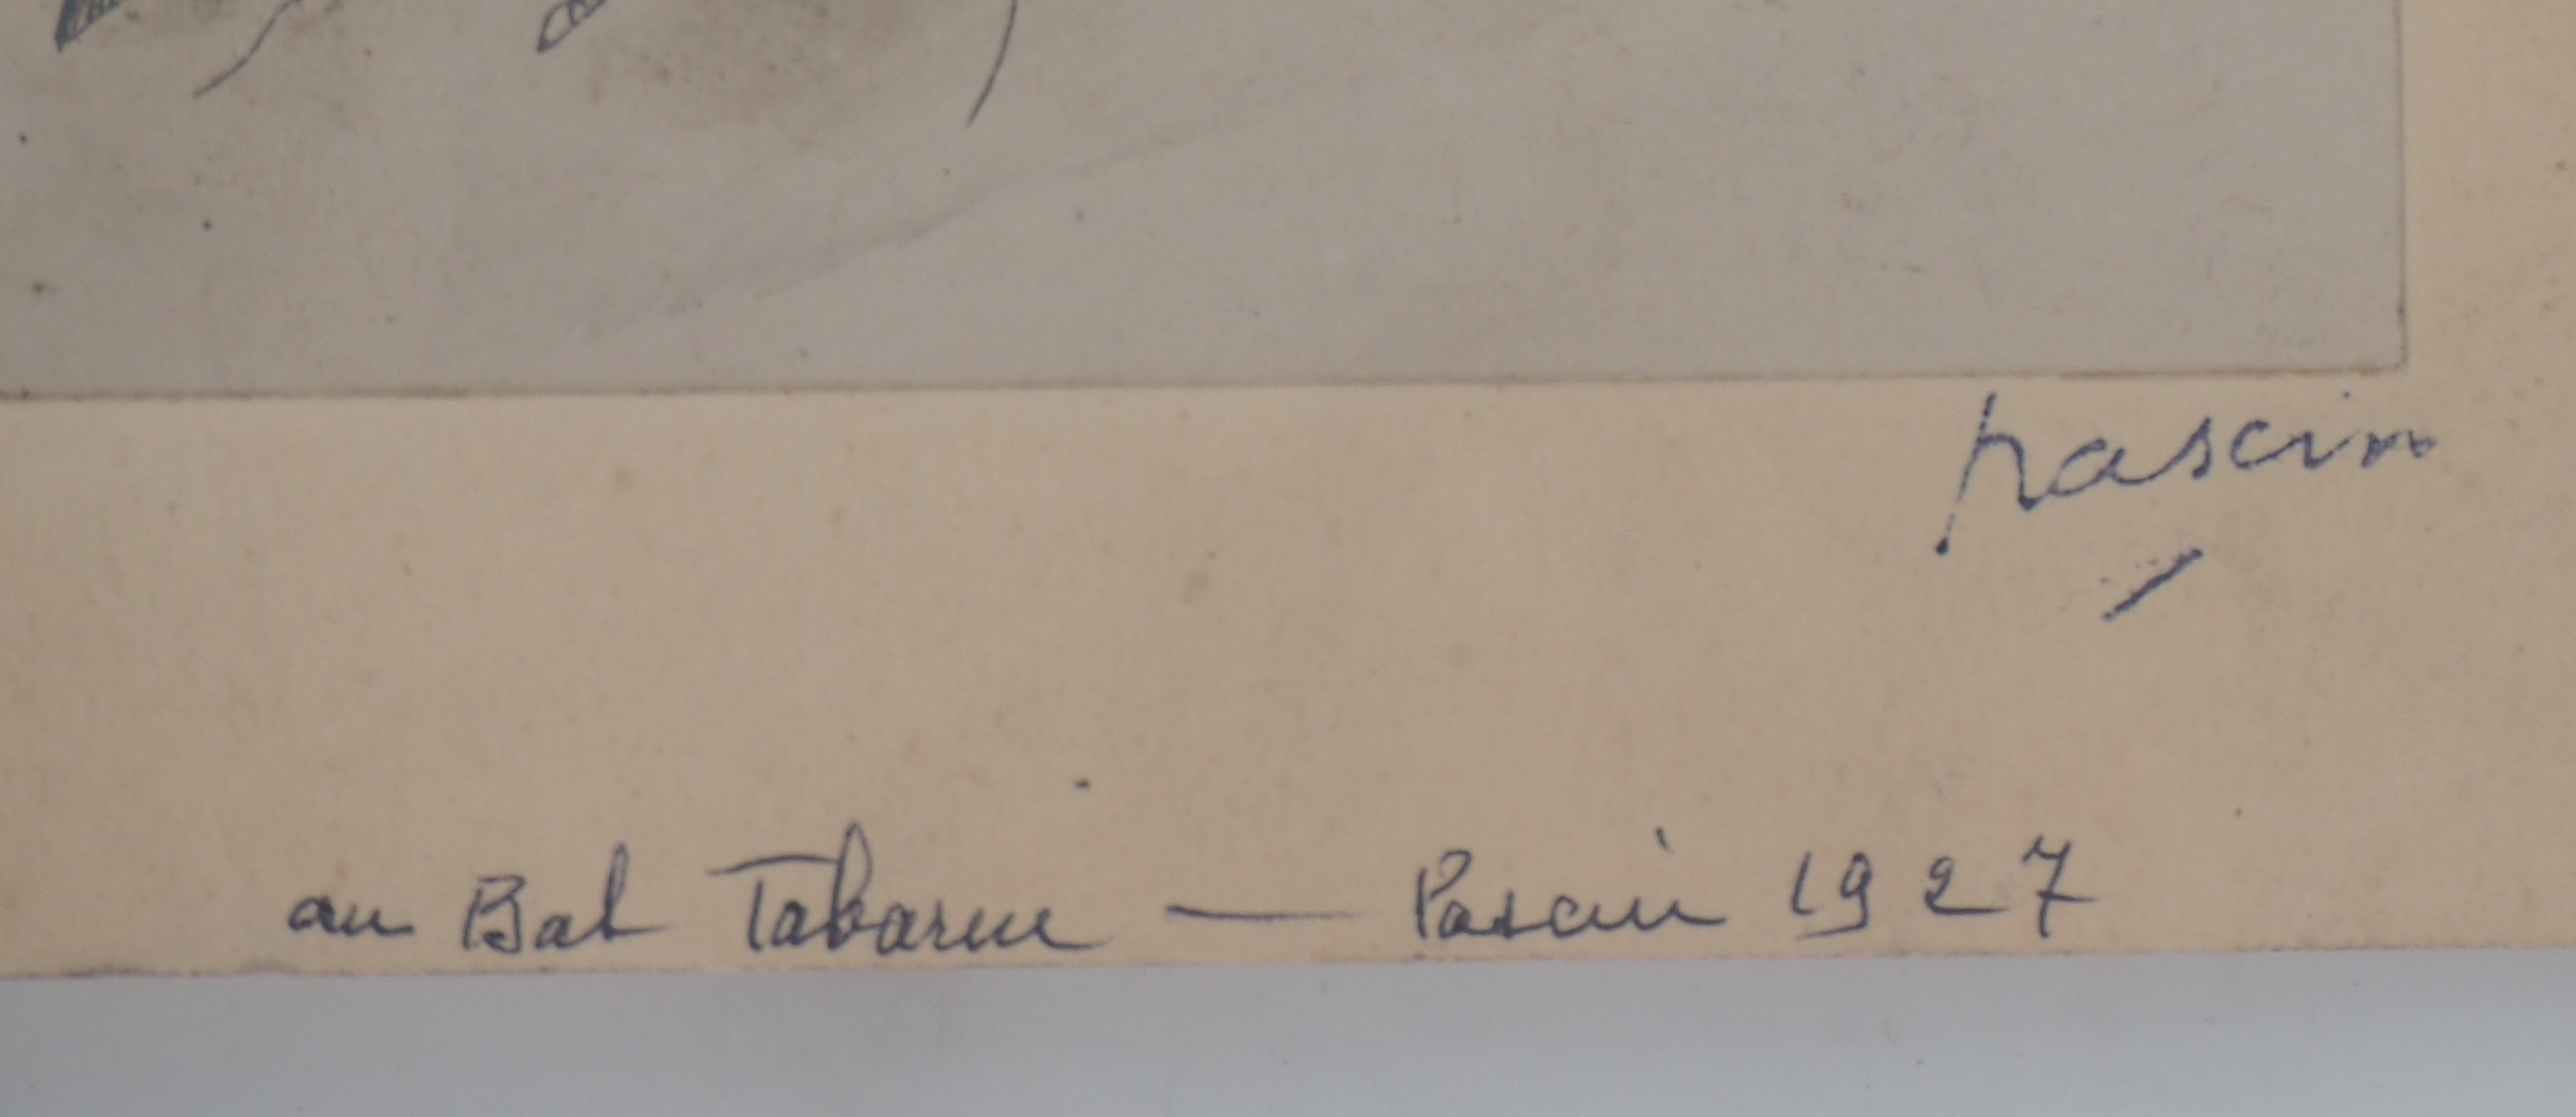 pascin
au Bal Tabarin — Pascin 1927